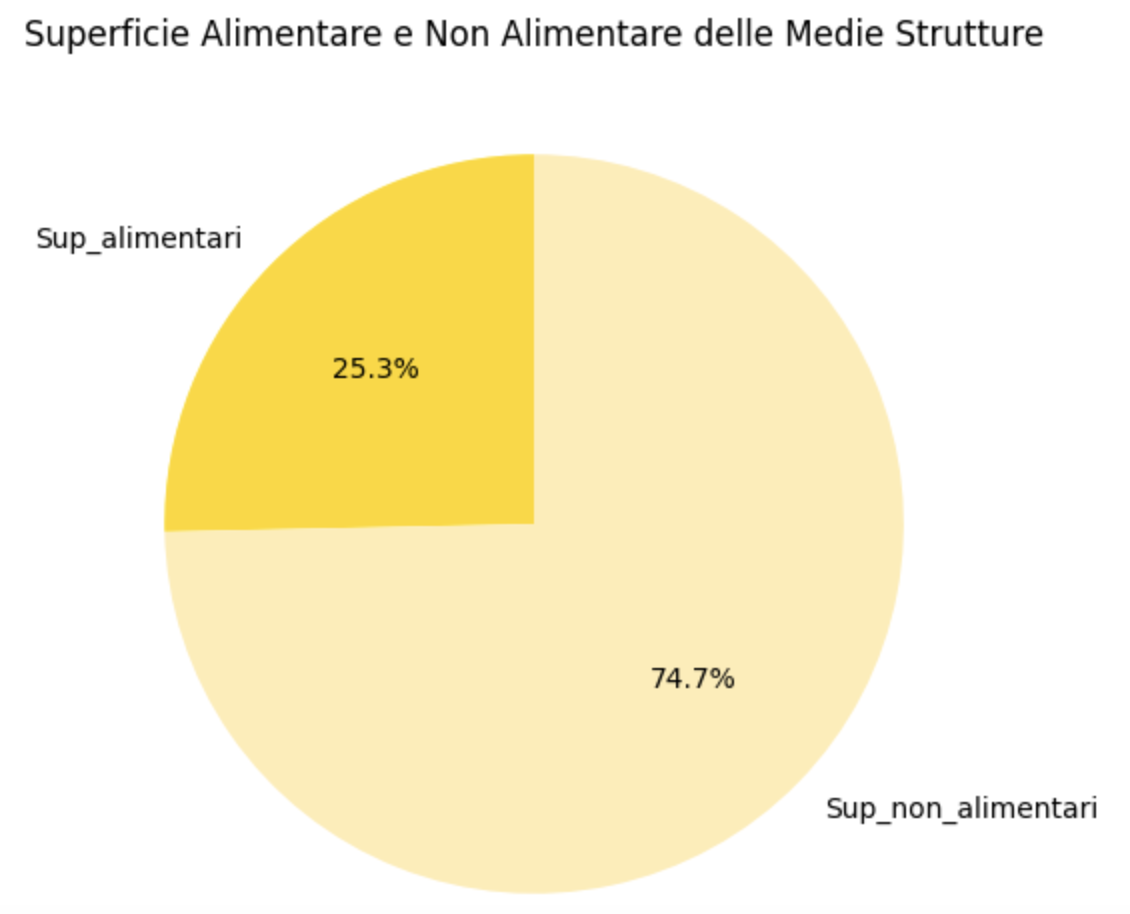 Superficie Alimentare e Non Alimentare delle Medie Strutture
Sup_alimentari
25.3%
74.7%
Sup_non_alimentari